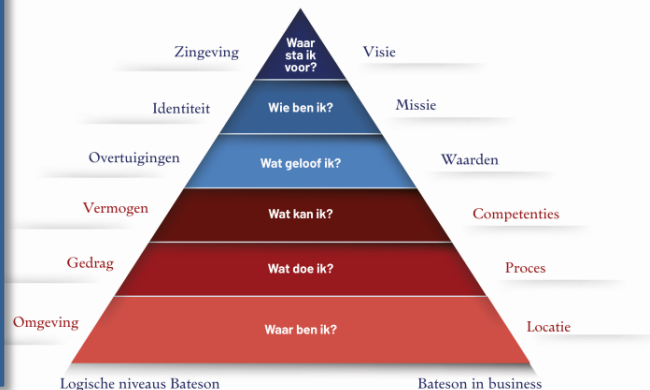 Zingeving
Waar
sta ik
voor?
Visie
Identiteit
Wie ben ik?
Missie
Overtuigingen
Wat geloof ik?
Waarden
Vermogen
Wat kan ik?
Competenties
Gedrag
Wat doe ik?
Proces
Omgeving
Waar ben ik?
Locatie
Logische niveaus Bateson
Bateson in business